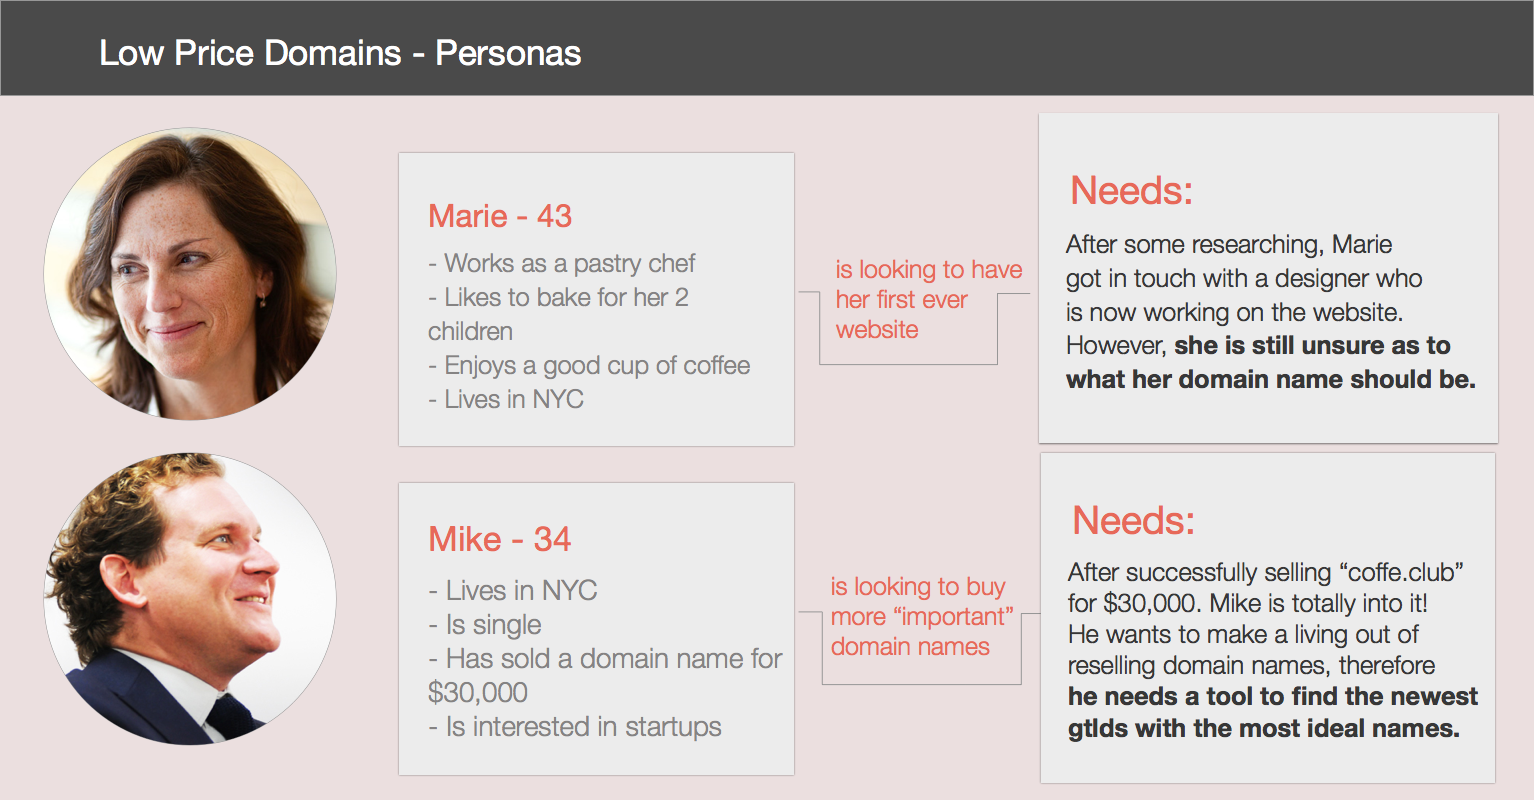 Low Price Domains - Personas
Marie - 43
- Works as a pastry chef
- Likes to bake for her 2
children
- Enjoys a good cup of coffee
- Lives in NYC
is looking to have
her first ever
website
Needs:
After some researching, Marie
got in touch with a designer who
is now working on the website.
However, she is still unsure as to
what her domain name should be.
Mike - 34
- Lives in NYC
- Is single
- Has sold a domain name for
$30,000
- Is interested in startups
is looking to buy
more “important”
domain names
Needs:
After successfully selling “coffe.club”
for $30,000. Mike is totally into it!
He wants to make a living out of
reselling domain names, therefore
he needs a tool to find the newest
gtlds with the most ideal names.